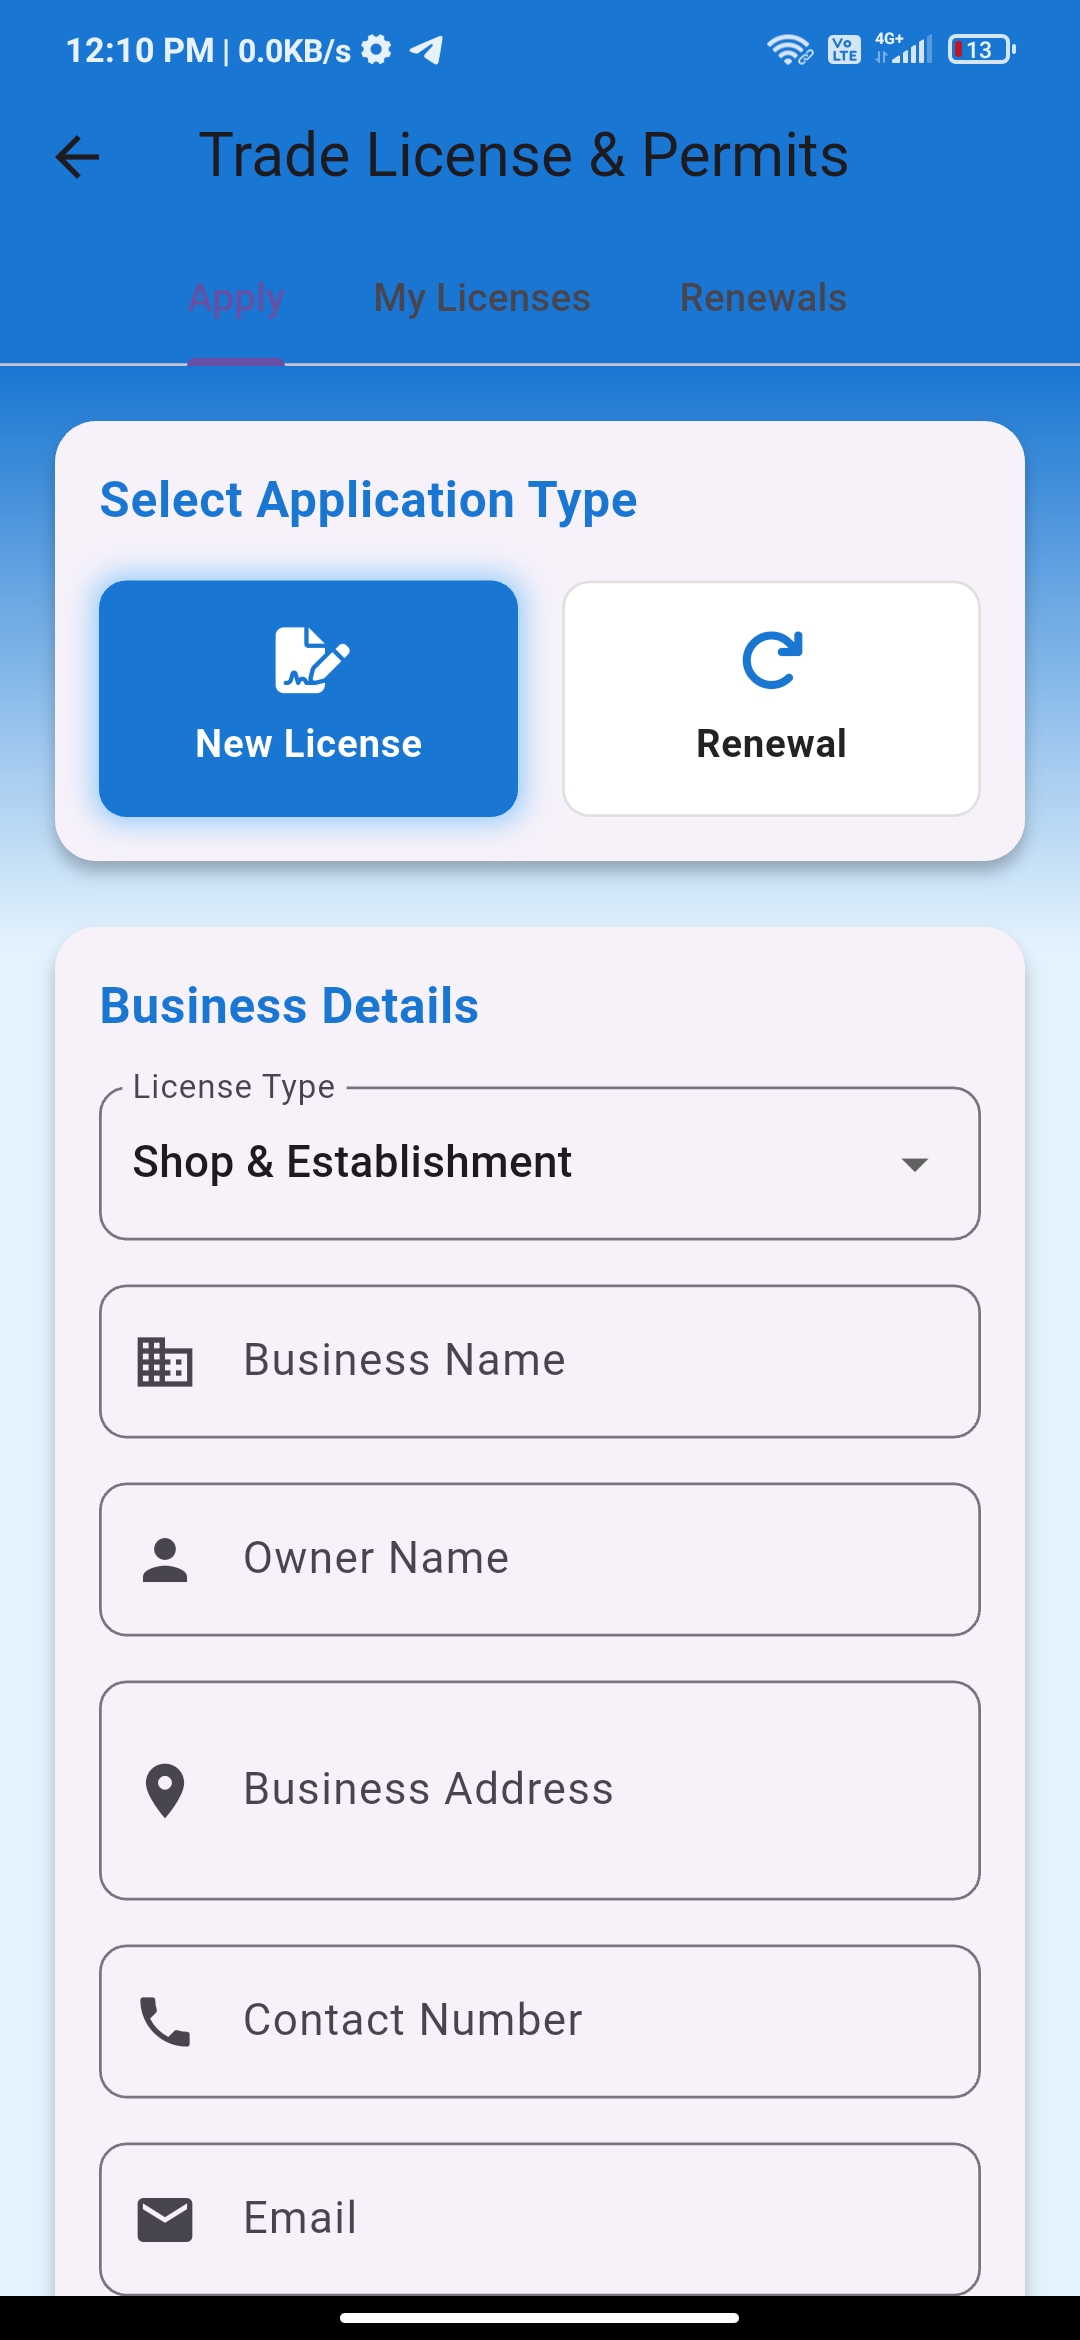 12:10 PM | 0.0KB/s Vo LTE 4G+ 13
Trade License & Permits
Apply My Licenses Renewals
Select Application Type
New License Renewal
Business Details
License Type
Shop & Establishment
Business Name
Owner Name
Business Address
Contact Number
Email